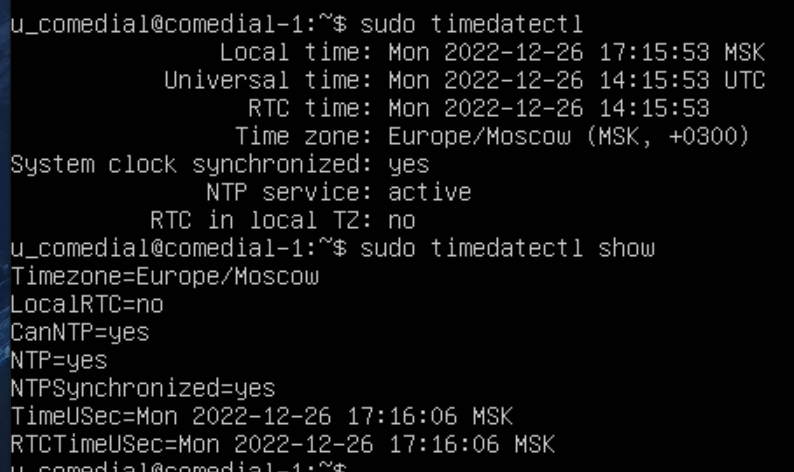 u_comedial@comedial-1:~$ sudo timedatectl
Local time: Mon 2022-12-26 17:15:53 MSK
Universal time: Mon 2022-12-26 14:15:53 UTC
RTC time: Mon 2022-12-26 14:15:53
Time zone: Europe/Moscow (MSK, +0300)
System clock synchronized: yes
NTP service: active
RTC in local TZ: no
u_comedial@comedial-1:~$ sudo timedatectl show
Timezone=Europe/Moscow
LocalRTC=no
CanNTP=yes
NTP=yes
NTPSynchronized=yes
TimeUSec=Mon 2022-12-26 17:16:06 MSK
RTCTimeUSec=Mon 2022-12-26 17:16:06 MSK
u_comedial@comedial-1:~$